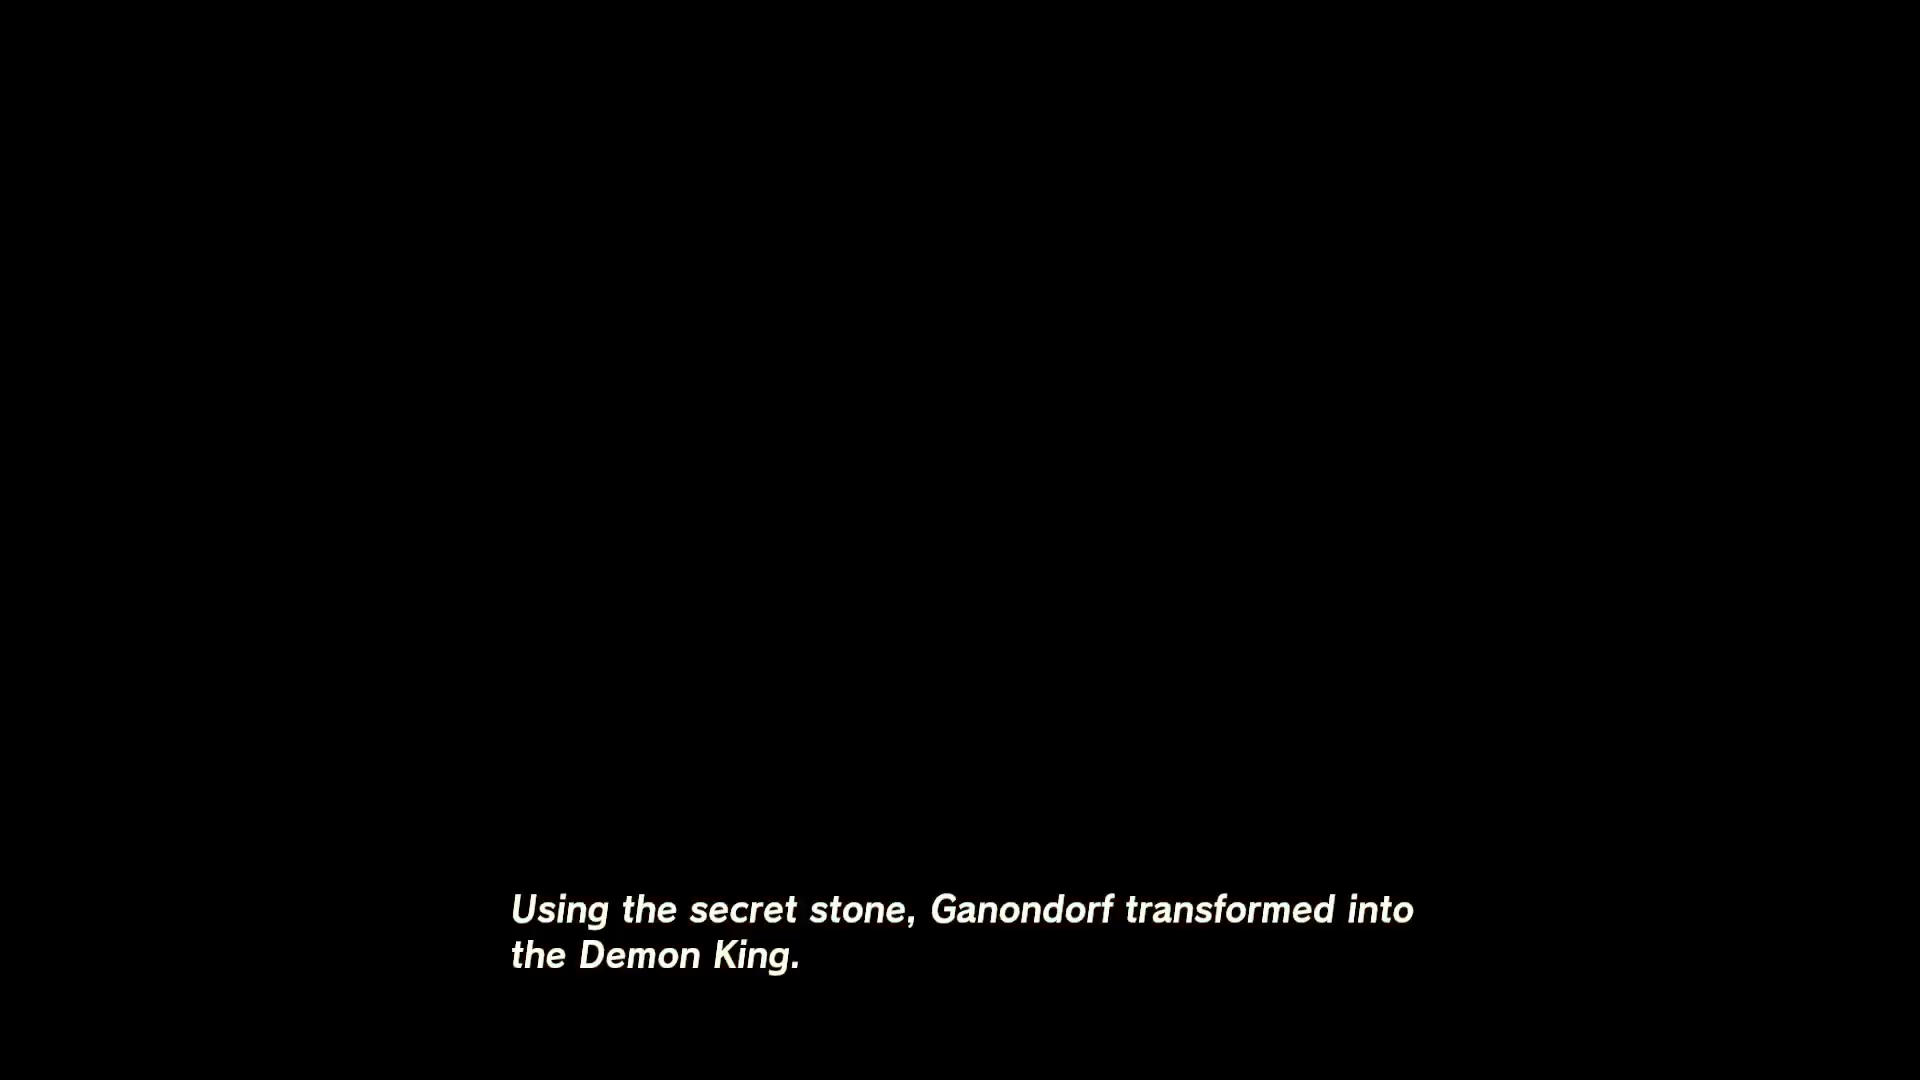 Using the secret stone, Ganondorf transformed into
the Demon King.